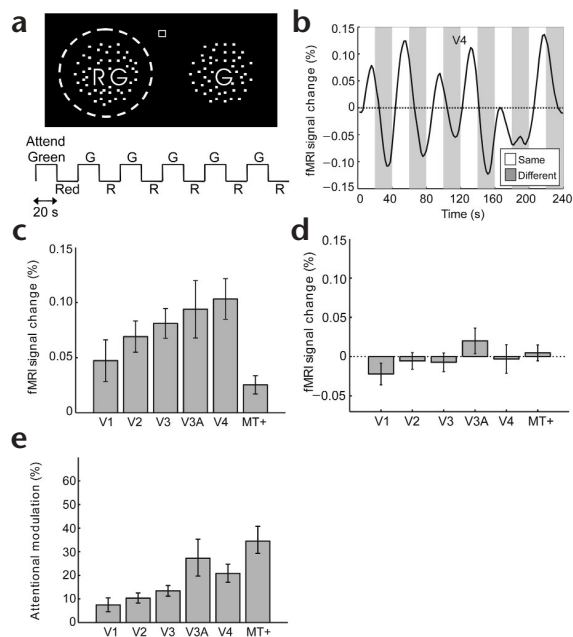 a
R G
G
Attend
Green G G G G G
Red R R R R R
20 s
b
0.15
0.10
0.05
0
−0.05
−0.10
−0.15
fMRI signal change (%)
V4
Same
Different
0 40 80 120 160 200 240
Time (s)
c
0.15
0.10
0.05
0
fMRI signal change (%)
V1 V2 V3 V3A V4 MT+
d
0.15
0.10
0.05
0
−0.05
fMRI signal change (%)
V1 V2 V3 V3A V4 MT+
e
60
50
40
30
20
10
0
Attentional modulation (%)
V1 V2 V3 V3A V4 MT+